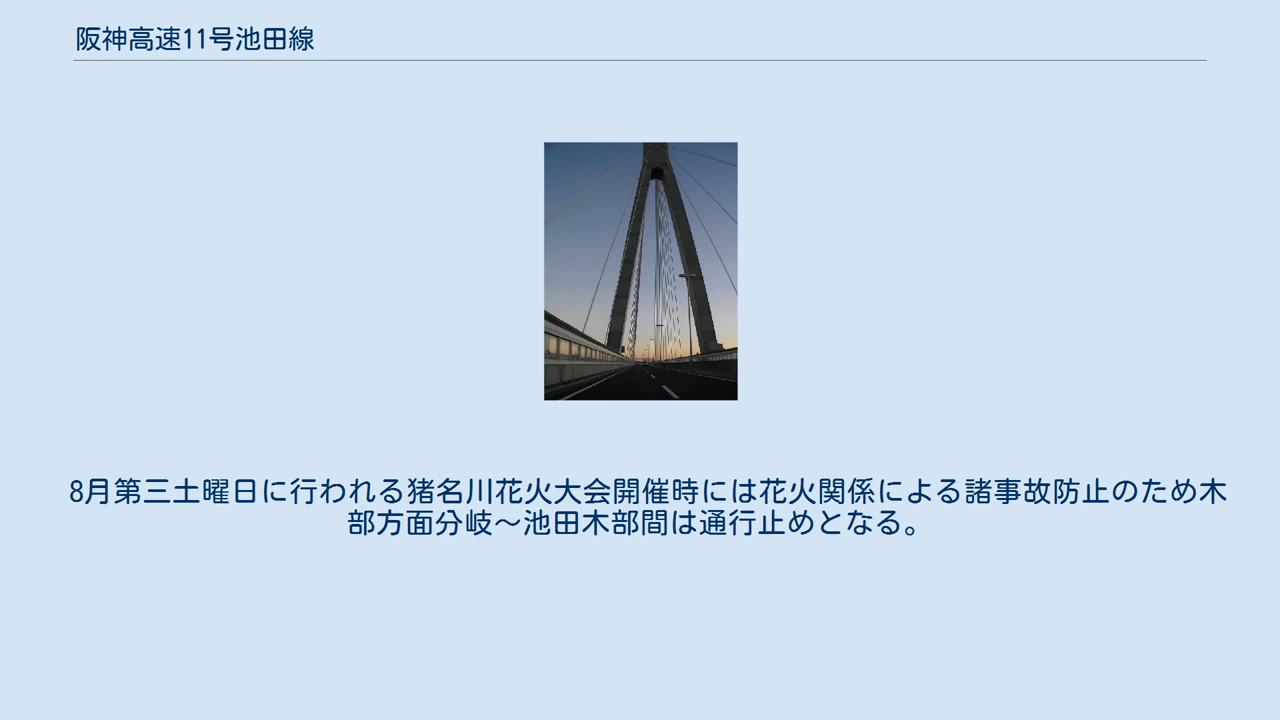 阪神高速11号池田線
8月第三土曜日に行われる猪名川花火大会開催時には花火関係による諸事故防止のため木
部方面分岐～池田木部間は通行止めとなる。